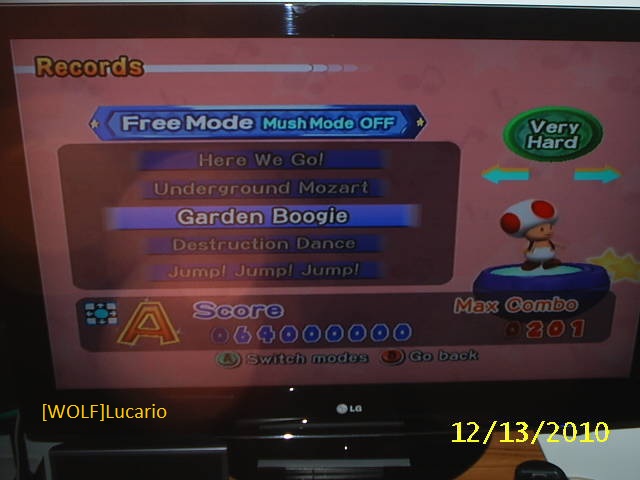 Records
Free Mode Mush Mode OFF
Very
Hard
Here We Go!
Underground Mozart
Garden Boogie
Destruction Dance
Jump! Jump! Jump!
A Score Max Combo
064000000 0201
A Switch modes B Go back
LG
[WOLF]Lucario
12/13/2010